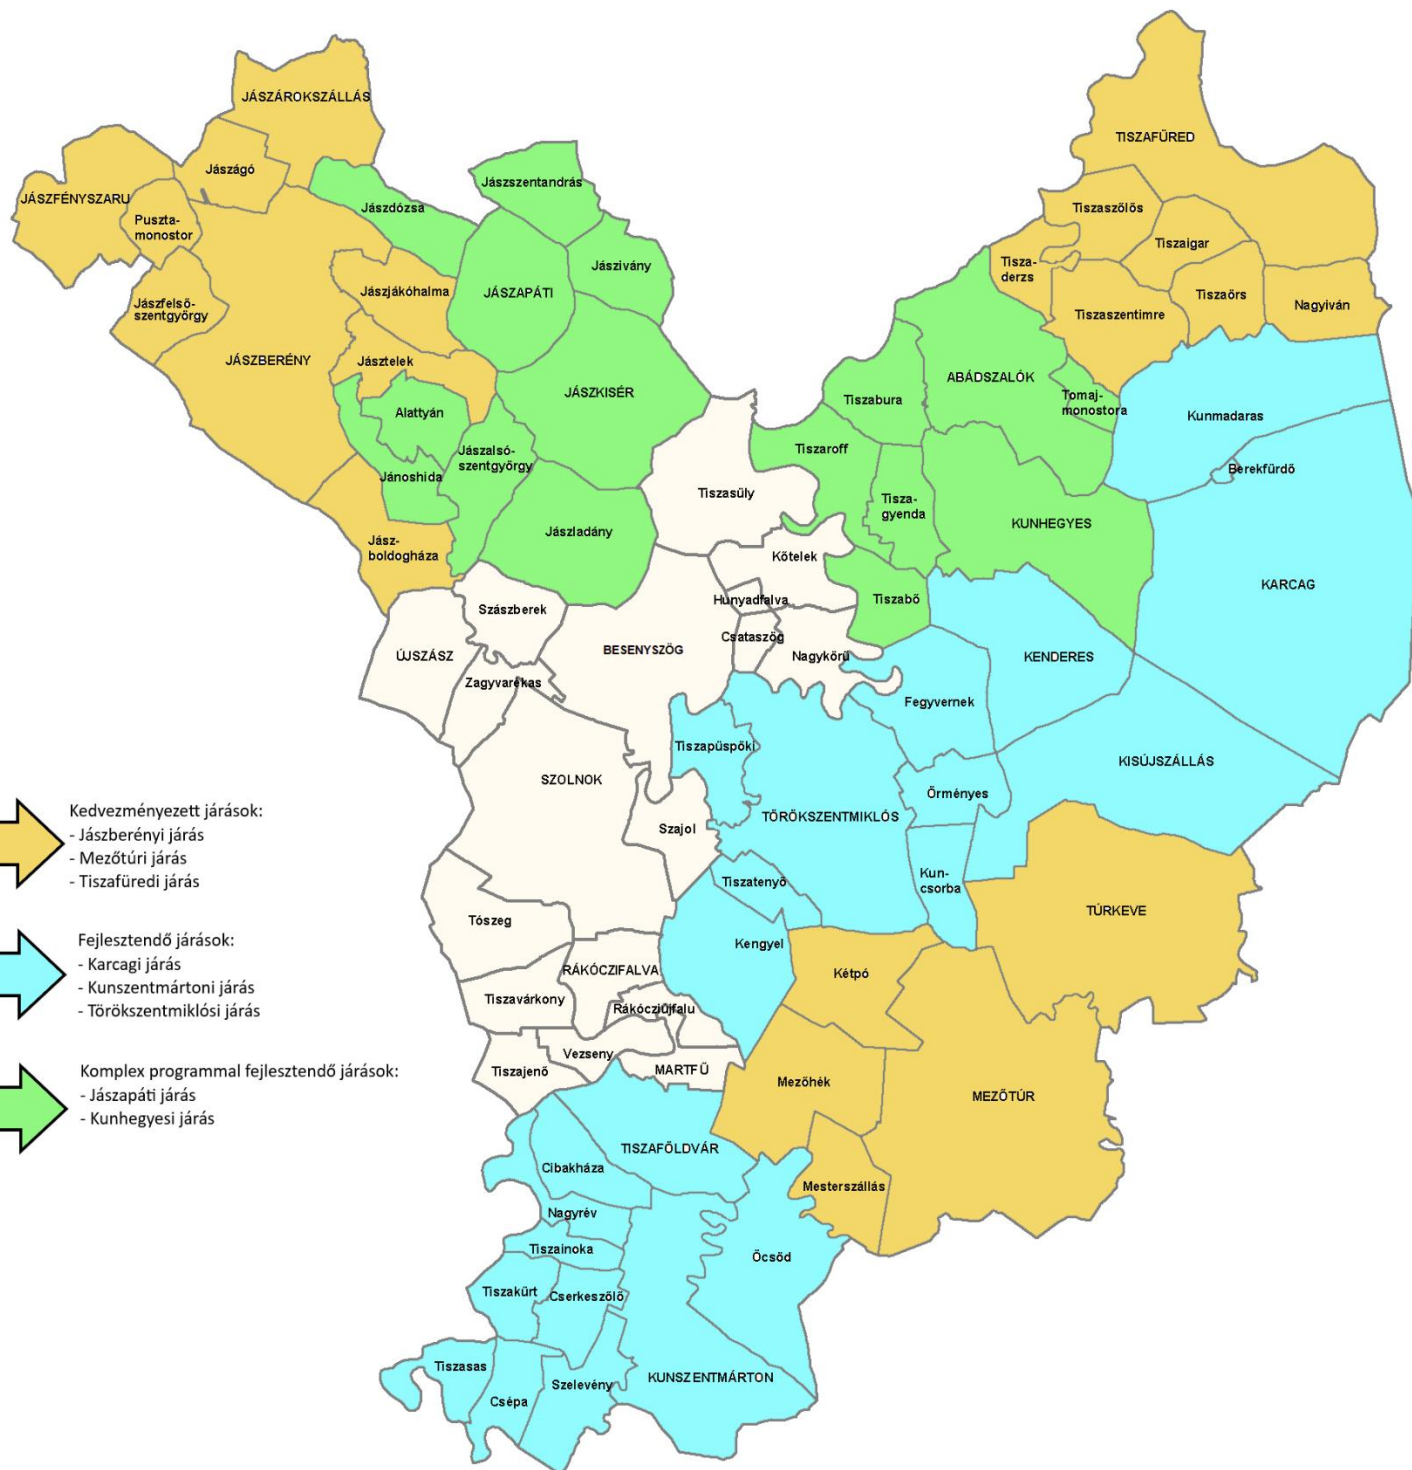 JÁSZÁROKSZÁLLÁS
Jászágó
JÁSZFÉNYSZARU
Puszta-
monostor
Jászdózsa
Jászszentandrás
Jászivány
JÁSZAPÁTI
Jászjákóhalma
Jászfelső-
szentgyörgy
JÁSZBERÉNY
Jásztelek
JÁSZKISÉR
Alattyán
Jászalsó-
szentgyörgy
Jánoshida
Jász-
boldogháza
Jászladány
TISZAFÜRED
Tiszaszőlős
Tiszaigar
Tisza-
derzs
Tiszaszentimre
Tiszaörs
Nagyiván
ABÁDSZALÓK
Tiszabura
Tomaj-
monostora
Kunmadaras
Tiszaroff
Berekfürdő
Tiszasüly
Tisza-
gyenda
KUNHEGYES
Kőtelek
KARCAG
Hunyadfalva
Tiszabő
Szászberek
Csataszög
BESENYSZÖG
Nagykörű
KENDERES
ÚJSZÁSZ
Zagyvarékas
Fegyvernek
Tiszapüspöki
KISÚJSZÁLLÁS
SZOLNOK
Örményes
TÖRÖKSZENTMIKLÓS
Szajol
Kedvezményezett járások:
- Jászberényi járás
- Mezőtúri járás
- Tiszafüredi járás
Kun-
csorba
Tiszatenyő
TÚRKEVE
Tószeg
Kengyel
Fejlesztendő járások:
- Karcagi járás
- Kunszentmártoni járás
- Törökszentmiklósi járás
RÁKÓCZIFALVA
Kétpó
Tiszavárkony
Rákócziújfalu
Vezseny
Tiszajenő
MARTFŰ
Komplex programmal fejlesztendő járások:
- Jászapáti járás
- Kunhegyesi járás
Mezőhék
MEZŐTÚR
TISZAFÖLDVÁR
Cibakháza
Mesterszállás
Nagyrév
Tiszainoka
Öcsöd
Tiszakürt
Cserkeszőlő
Tiszasas
Csépa
Szelevény
KUNSZENTMÁRTON